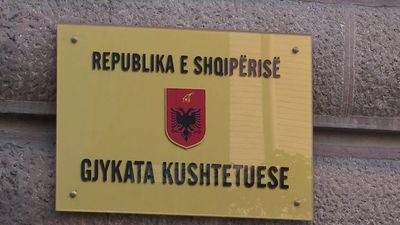 REPUBLIKA E SHQIPËRISË
GJYKATA KUSHTETUESE